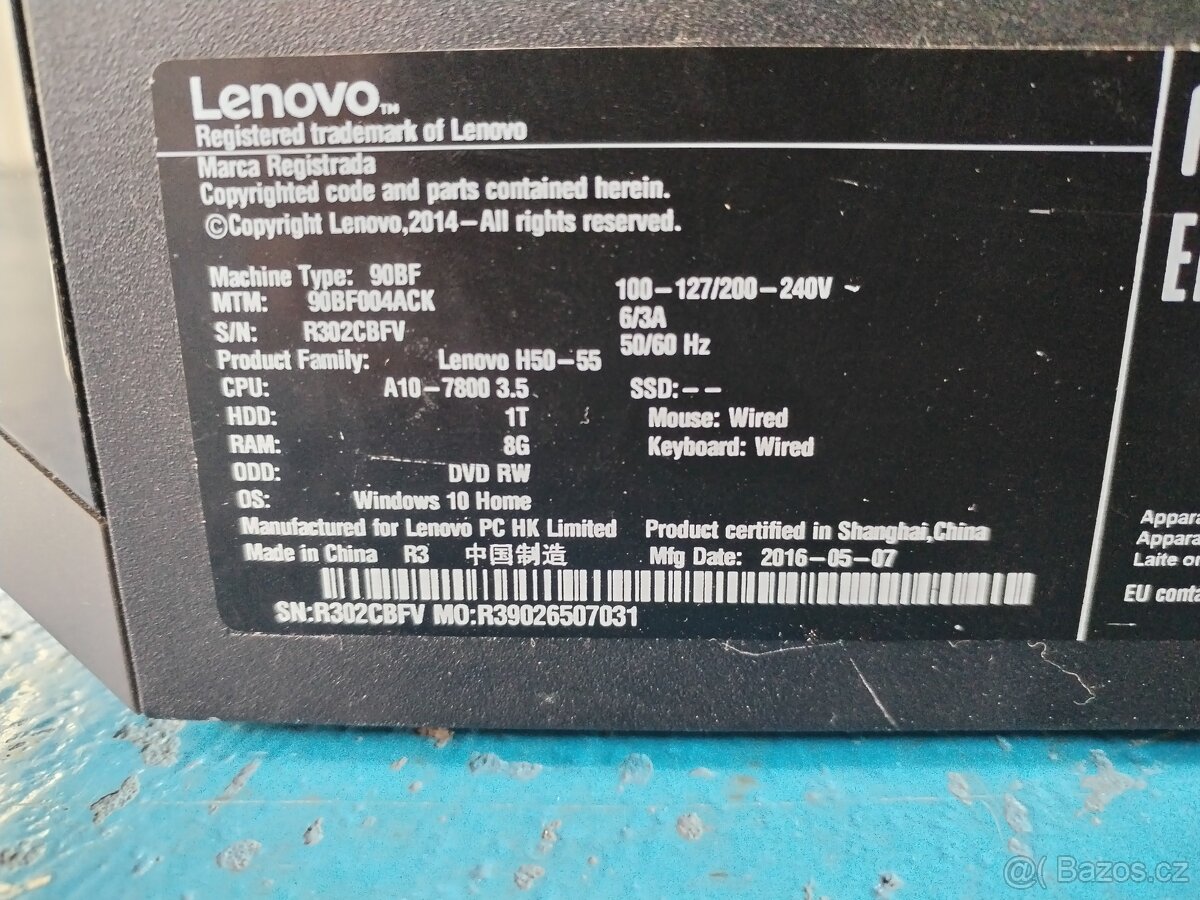 Lenovo™
Registered trademark of Lenovo
Marca Registrada
Copyrighted code and parts contained herein.
©Copyright Lenovo,2014-All rights reserved.
Machine Type: 90BF
MTM: 90BF004ACK
S/N: R302CBFV
100-127/200-240V ~
6/3A
50/60 Hz
Product Family: Lenovo H50-55
CPU: A10-7800 3.5 SSD:--
HDD: 1T Mouse: Wired
RAM: 8G Keyboard: Wired
ODD: DVD RW
OS: Windows 10 Home
Manufactured for Lenovo PC HK Limited Product certified in Shanghai,China
Made in China R3 中国制造 Mfg Date: 2016-05-07
SN:R302CBFV MO:R39026507031
Laite
EU
@( Bazos.cz